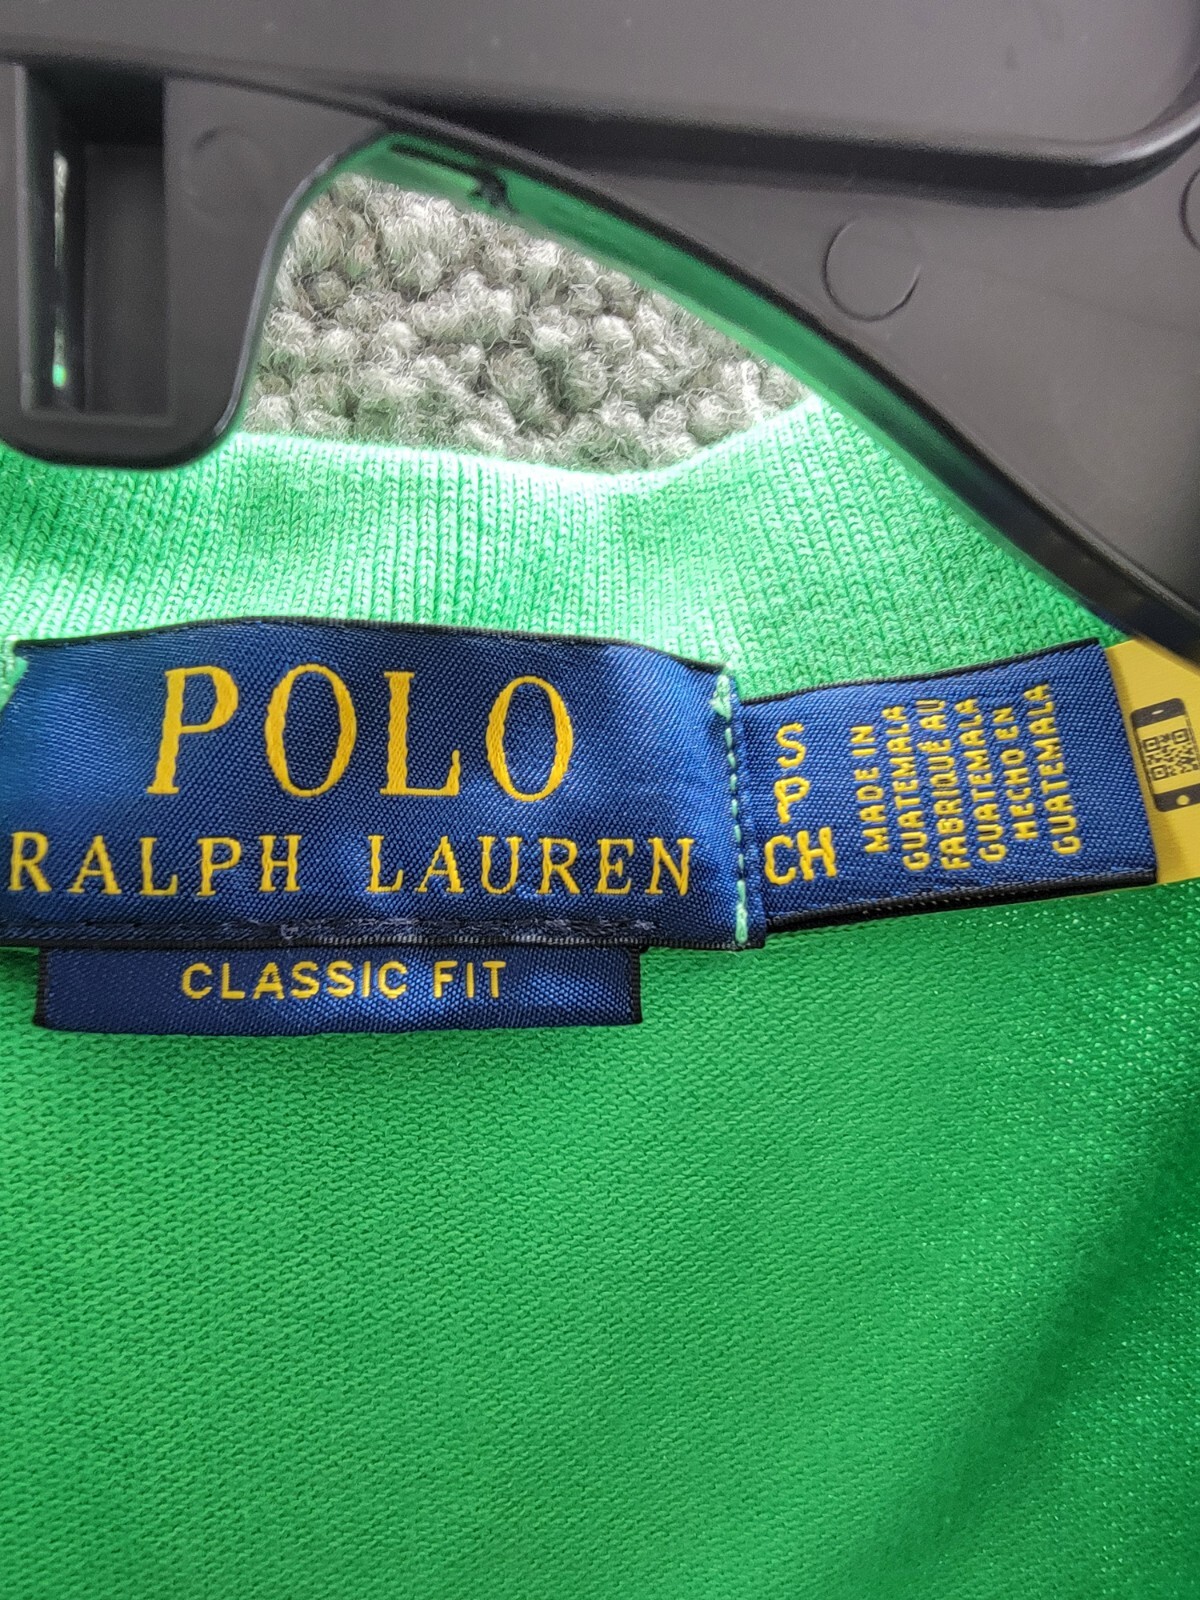 POLO
RALPH LAUREN
CLASSIC FIT
S
P
CH
MADE IN
GUATEMALA
FABRIQUÉ AU
GUATEMALA
HECHO EN
GUATEMALA